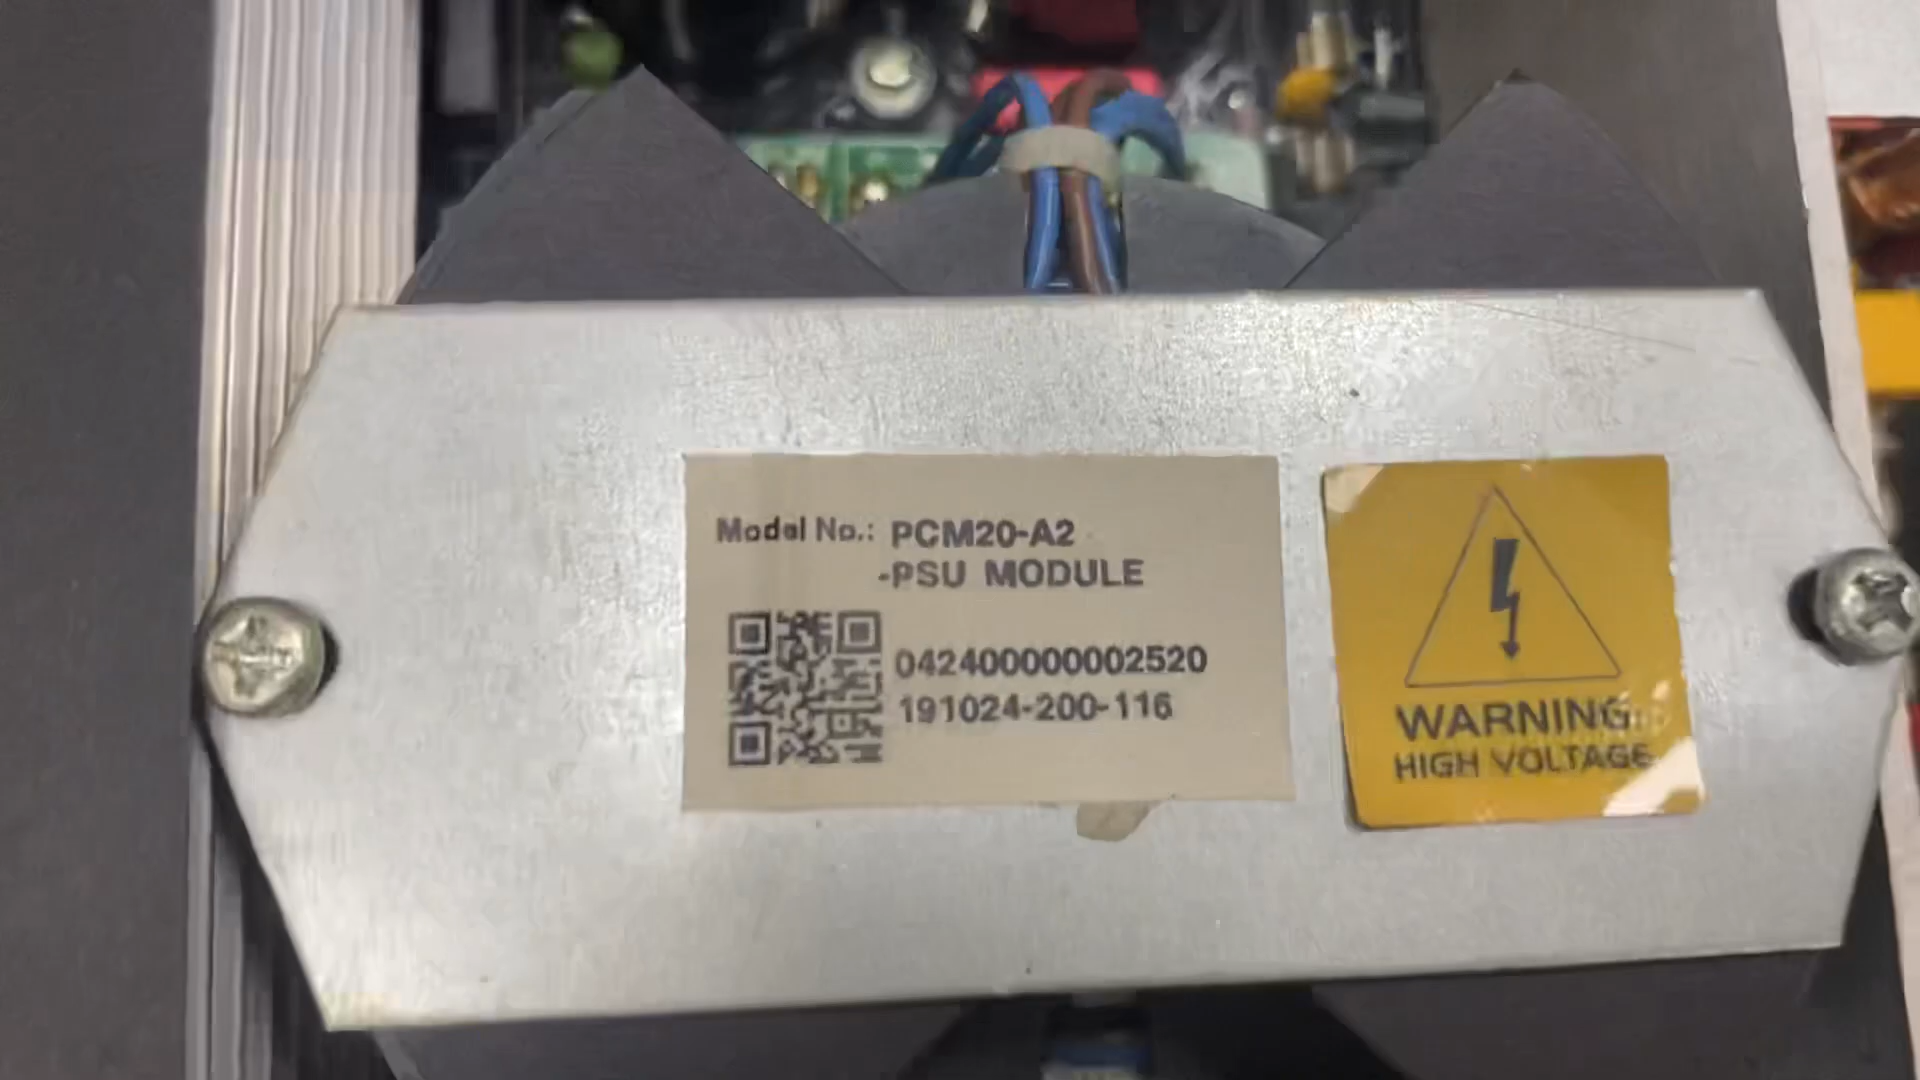 Model No.: PCM20-A2
-PSU MODULE
042400000002520
191024-200-116
WARNING
HIGH VOLTAGE